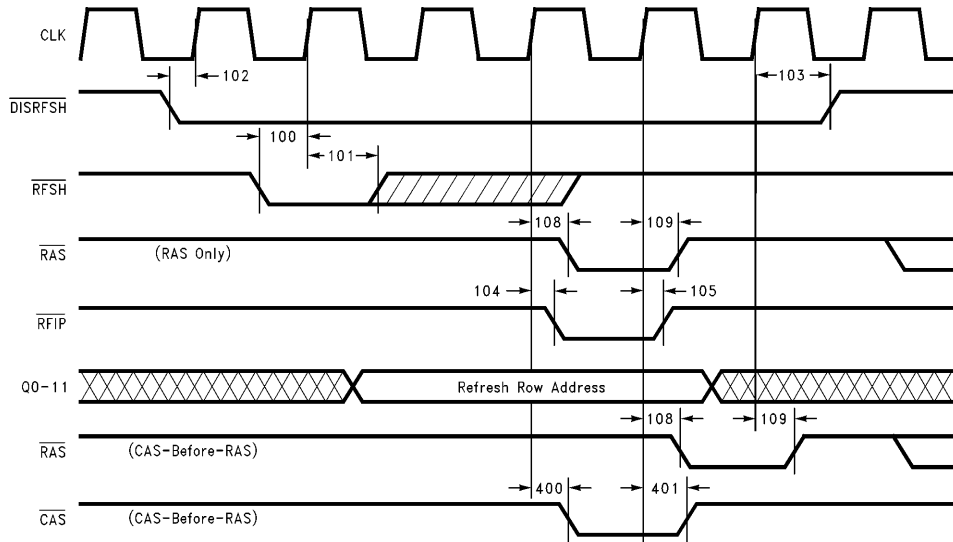 CLK
102
103
DISRFSH
100
101
RFSH
108
109
RAS
(RAS Only)
104
105
RFIP
Q0-11
Refresh Row Address
108
109
RAS
(CAS-Before-RAS)
400
401
CAS
(CAS-Before-RAS)